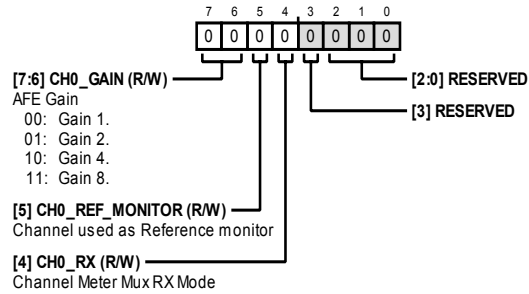 7 6 5 4 3 2 1 0
0 0 0 0 0 0 0 0
[7:6] CH0_GAIN (R/W)
AFE Gain
00: Gain 1.
01: Gain 2.
10: Gain 4.
11: Gain 8.
[5] CH0_REF_MONITOR (R/W)
Channel used as Reference monitor
[4] CH0_RX (R/W)
Channel Meter Mux RX Mode
[2:0] RESERVED
[3] RESERVED